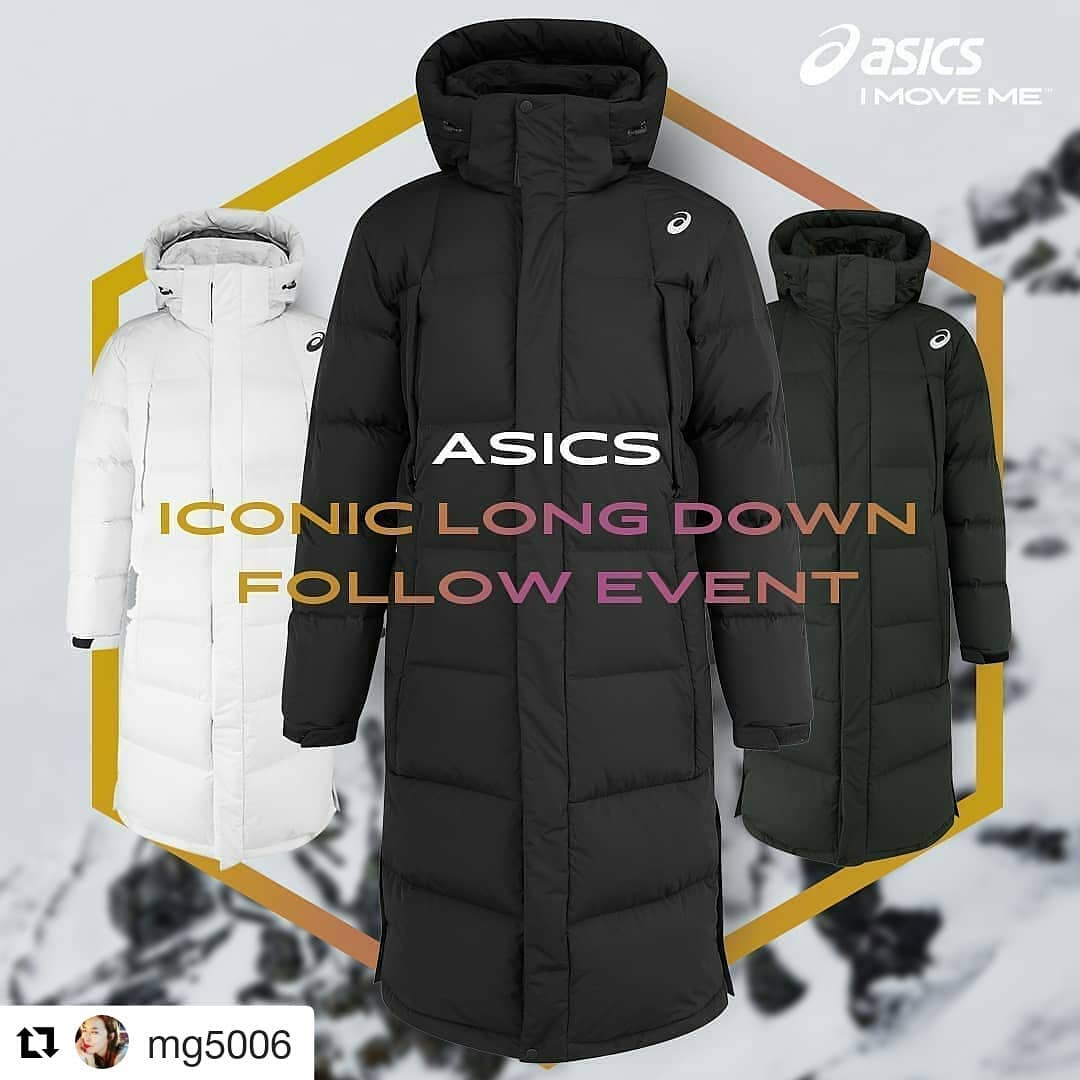 asics
I MOVE ME™
ASICS
ICONIC LONG DOWN
FOLLOW EVENT
mg5006